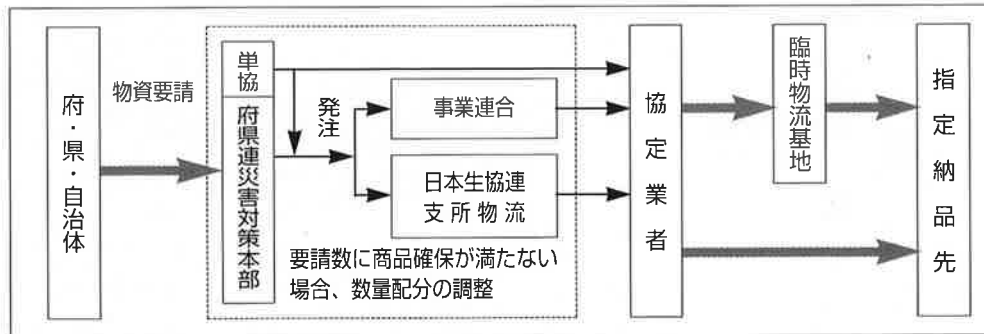 府・県・自治体
物資要請
単協
府県連災害対策本部
発注
事業連合
日本生協連
支所物流
要請数に商品確保が満たない
場合、数量配分の調整
協定業者
臨時物流基地
指定納品先